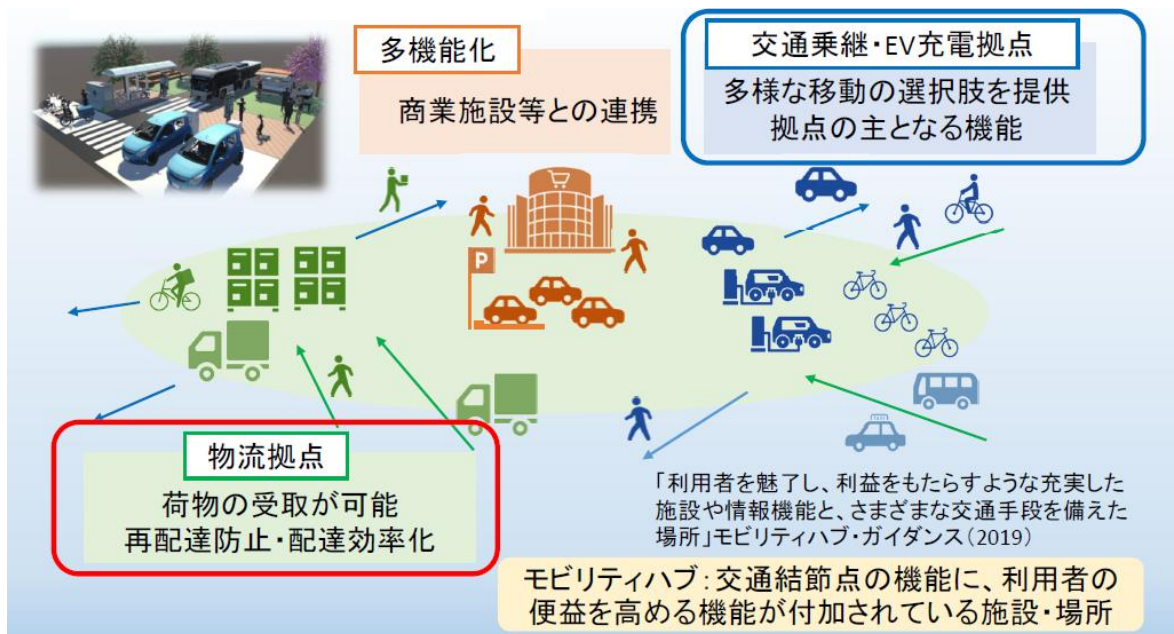 多機能化
商業施設等との連携
交通乗継・EV充電拠点
多様な移動の選択肢を提供
拠点の主となる機能
P
TAXI
物流拠点
荷物の受取が可能
再配達防止・配達効率化
「利用者を魅了し、利益をもたらすような充実した
施設や情報機能と、さまざまな交通手段を備えた
場所」モビリティハブ・ガイダンス(2019)
モビリティハブ:交通結節点の機能に、利用者の
便益を高める機能が付加されている施設・場所